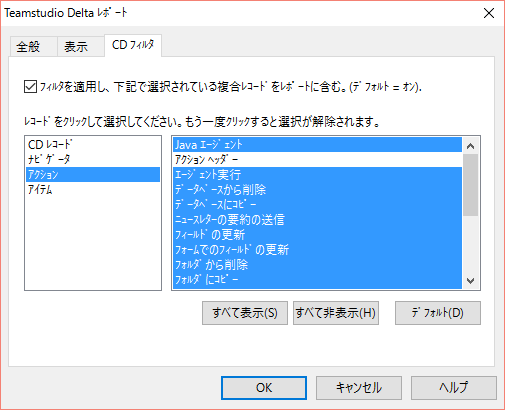 Teamstudio Delta ﾚﾎﾟｰﾄ
全般
表示
CD ﾌｨﾙﾀ
ﾌｨﾙﾀを適用し、下記で選択されている複合ﾚｺｰﾄﾞをﾚﾎﾟｰﾄに含む。(ﾃﾞﾌｫﾙﾄ = ｵﾝ).
ﾚｺｰﾄﾞをｸﾘｯｸして選択してください。もう一度ｸﾘｯｸすると選択が解除されます。
CD ﾚｺｰﾄﾞ
ﾅﾋﾞｹﾞｰﾀ
ｱｸｼｮﾝ
ｱｲﾃﾑ
Java ｴｰｼﾞｪﾝﾄ
ｱｸｼｮﾝ ﾍｯﾀﾞｰ
ｴｰｼﾞｪﾝﾄ実行
ﾃﾞｰﾀﾍﾞｰｽから削除
ﾃﾞｰﾀﾍﾞｰｽにｺﾋﾟｰ
ﾆｭｰｽﾚﾀｰの要約の送信
ﾌｨｰﾙﾄﾞの更新
ﾌｫｰﾑでのﾌｨｰﾙﾄﾞの更新
ﾌｫﾙﾀﾞから削除
ﾌｫﾙﾀﾞにｺﾋﾟｰ
すべて表示(S)
すべて非表示(H)
ﾃﾞﾌｫﾙﾄ(D)
OK
ｷｬﾝｾﾙ
ﾍﾙﾌﾟ